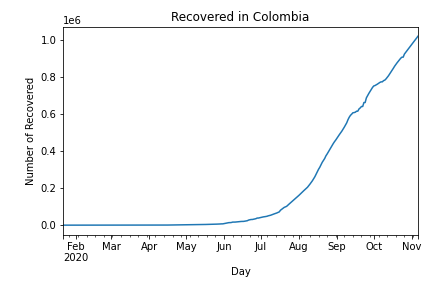 Recovered in Colombia
1e6
1.0
0.8
0.6
0.4
0.2
0.0
Number of Recovered
Feb Mar Apr May Jun Jul Aug Sep Oct Nov
2020
Day